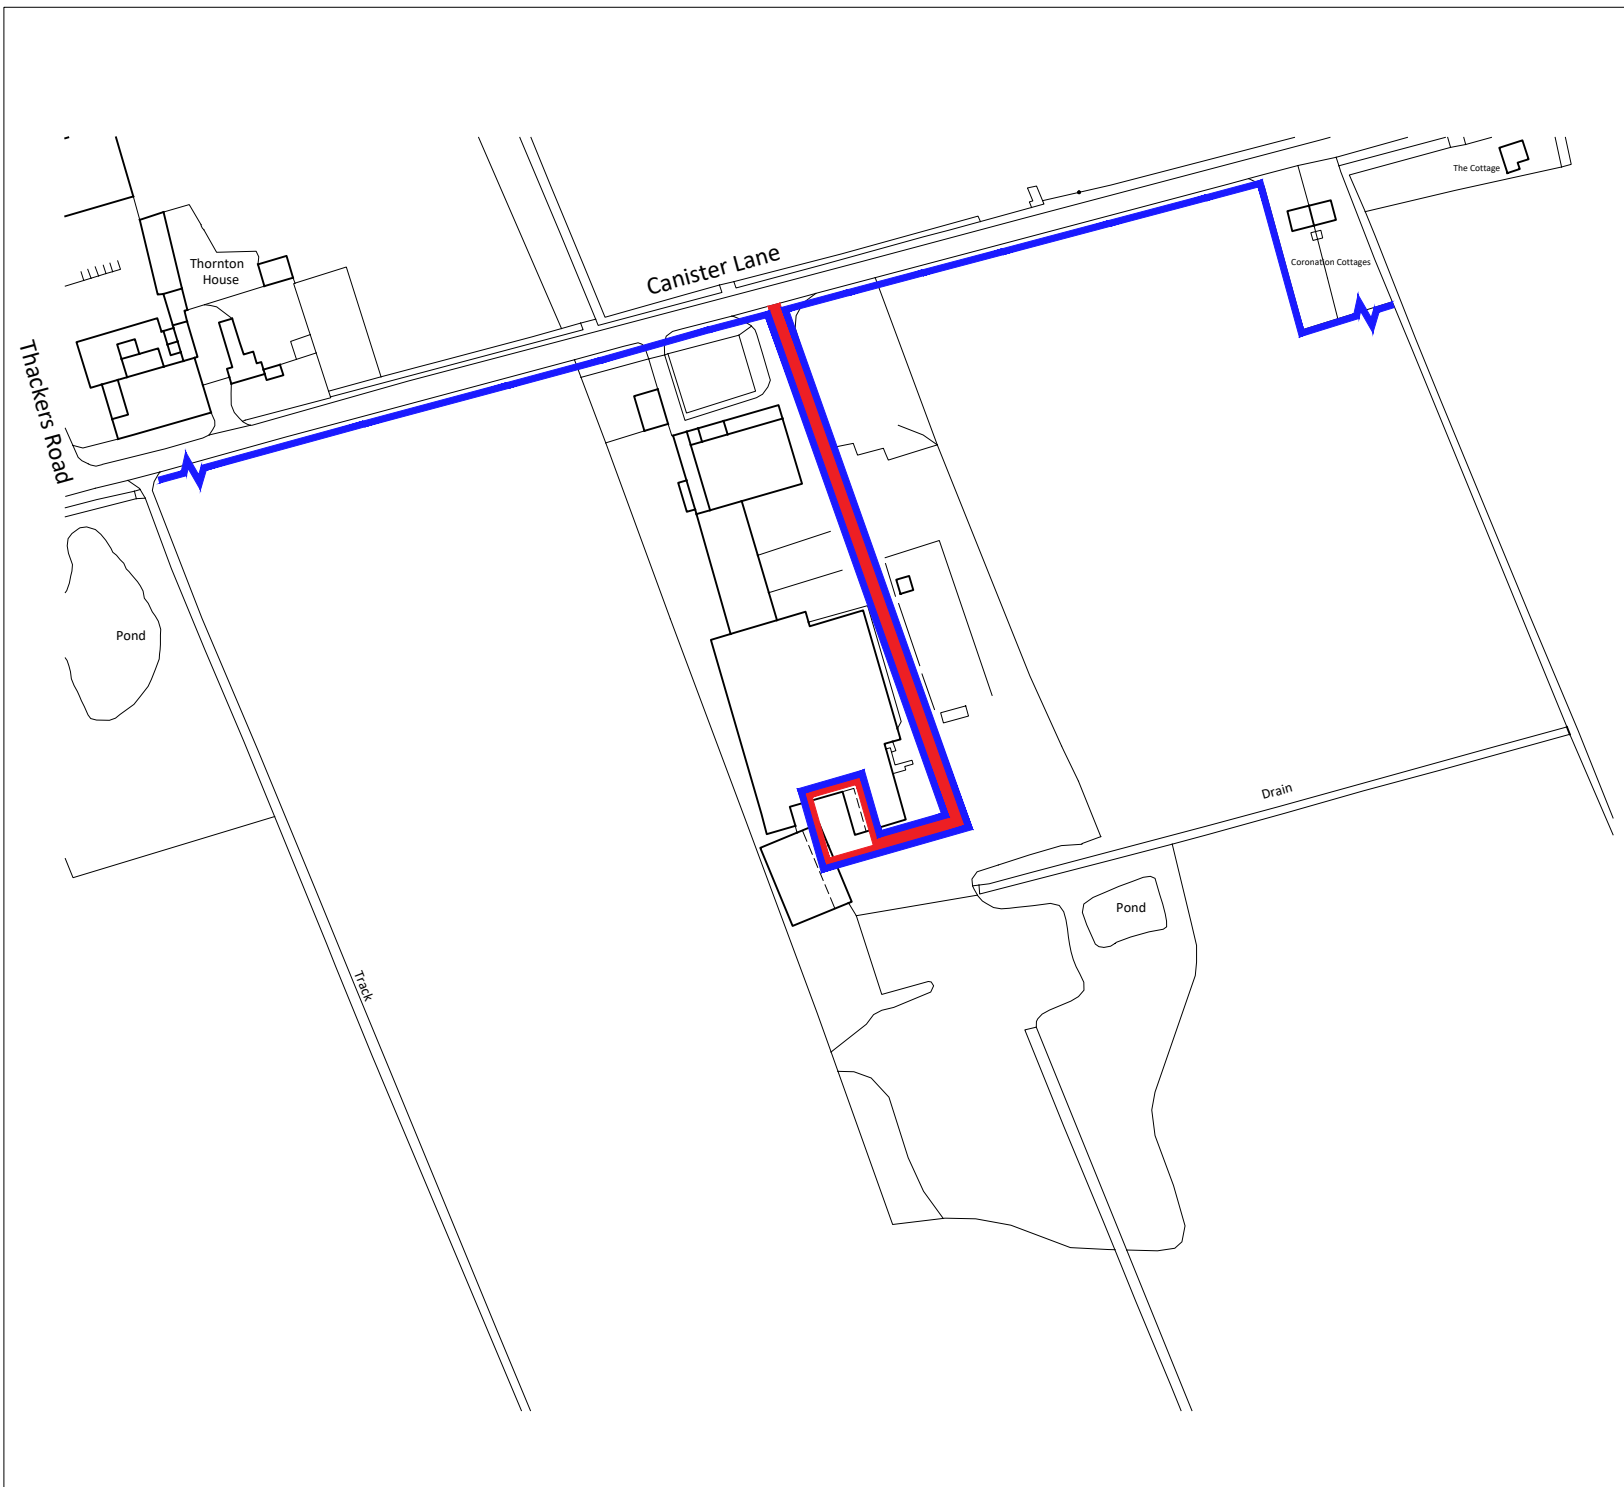 The Cottage
Canister Lane
Thornton
House
Coronation Cottages
Thackers Road
Pond
Drain
Pond
Track